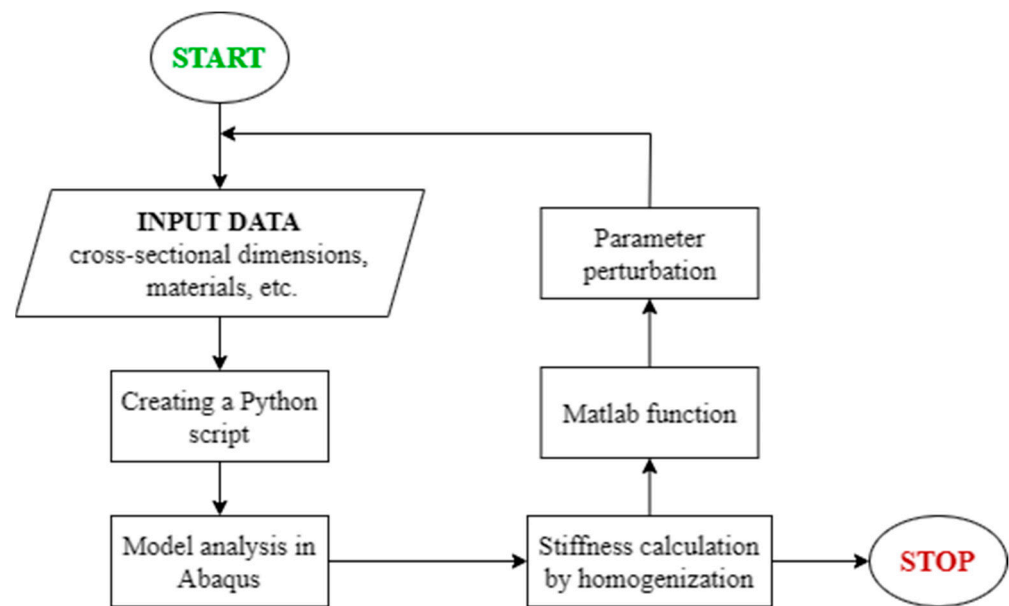 START
INPUT DATA
cross-sectional dimensions,
materials, etc.
Creating a Python
script
Model analysis in
Abaqus
Stiffness calculation
by homogenization
Matlab function
Parameter
perturbation
STOP